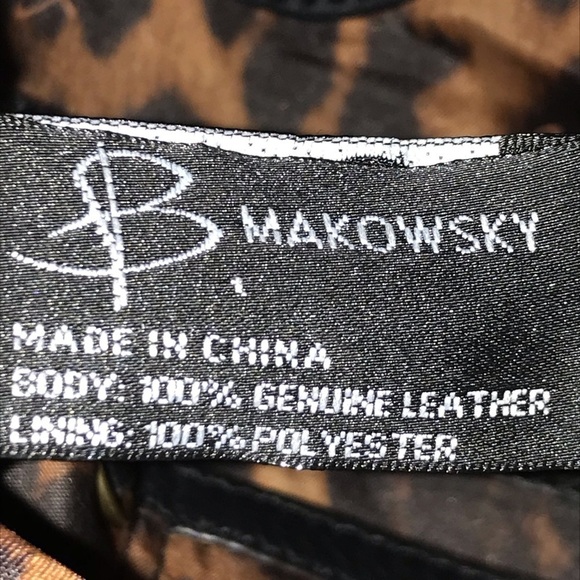 B MAKOWSKY
MADE IN CHINA
BODY: 100% GENUINE LEATHER
LINING: 100% POLYESTER